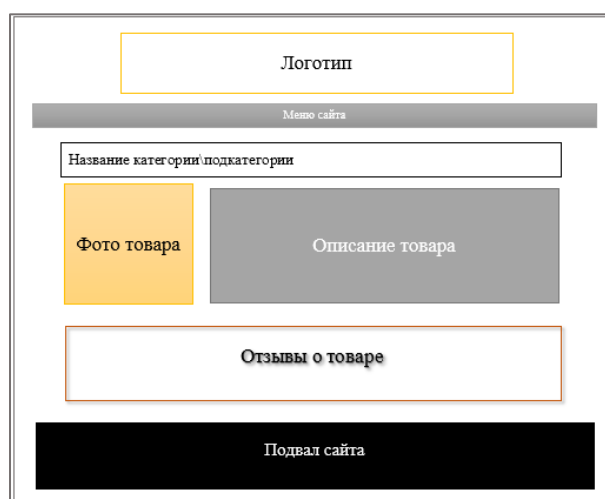 Логотип
Меню сайта
Название категории\подкатегории
Фото товара
Описание товара
Отзывы о товаре
Подвал сайта